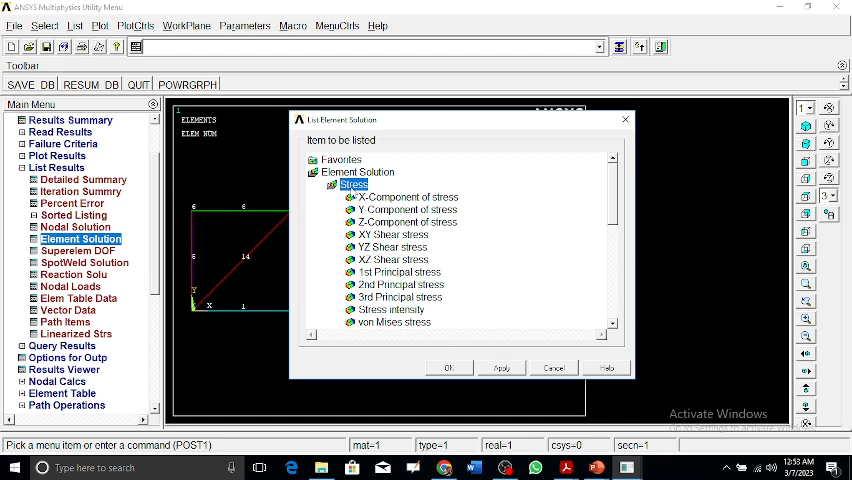 ANSYS Multiphysics Utility Menu
File Select List Plot PlotCtrls WorkPlane Parameters Macro MenuCtrls Help
Toolbar
SAVE_DB RESUM_DB QUIT POWRGRPH
Main Menu
Results Summary
Read Results
Failure Criteria
Plot Results
List Results
Detailed Summary
Iteration Summry
Percent Error
Sorted Listing
Nodal Solution
Element Solution
Superelem DOF
SpotWeld Solution
Reaction Solu
Nodal Loads
Elem Table Data
Vector Data
Path Items
Linearized Strs
Query Results
Options for Outp
Results Viewer
Nodal Calcs
Element Table
Path Operations
1
ELEMENTS
ELEM NUM
6 6
5 14
Y
X 1
List Element Solution
Item to be listed
Favorites
Element Solution
Stress
X-Component of stress
Y-Component of stress
Z-Component of stress
XY Shear stress
YZ Shear stress
XZ Shear stress
1st Principal stress
2nd Principal stress
3rd Principal stress
Stress intensity
von Mises stress
OK Apply Cancel Help
1
3
Activate Windows
Pick a menu item or enter a command (POST1) mat=1 type=1 real=1 csys=0 secn=1
Type here to search
12:53 AM
3/7/2023